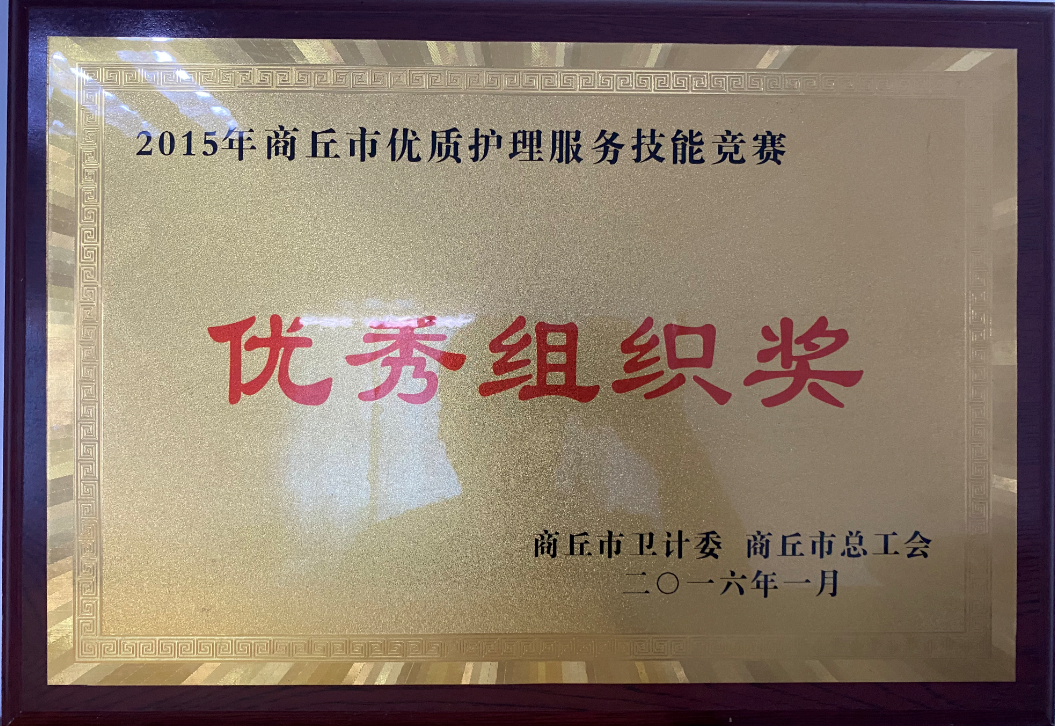 2015年商丘市优质护理服务技能竞赛
优秀组织奖
商丘市卫计委 商丘市总工会
二〇一六年一月